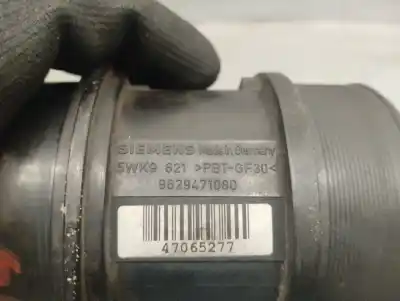 SIEMENS Made in Germany
5WK9 621 >PBT-GF30<
9629471080
47065277